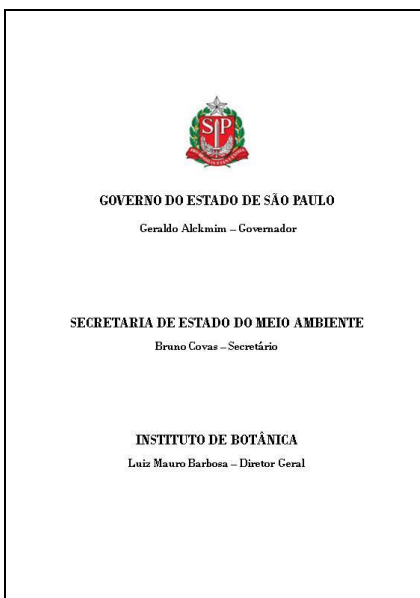 SP
GOVERNO DO ESTADO DE SÃO PAULO
Geraldo Alckmim – Governador
SECRETARIA DE ESTADO DO MEIO AMBIENTE
Bruno Covas – Secretário
INSTITUTO DE BOTÂNICA
Luiz Mauro Barbosa – Diretor Geral